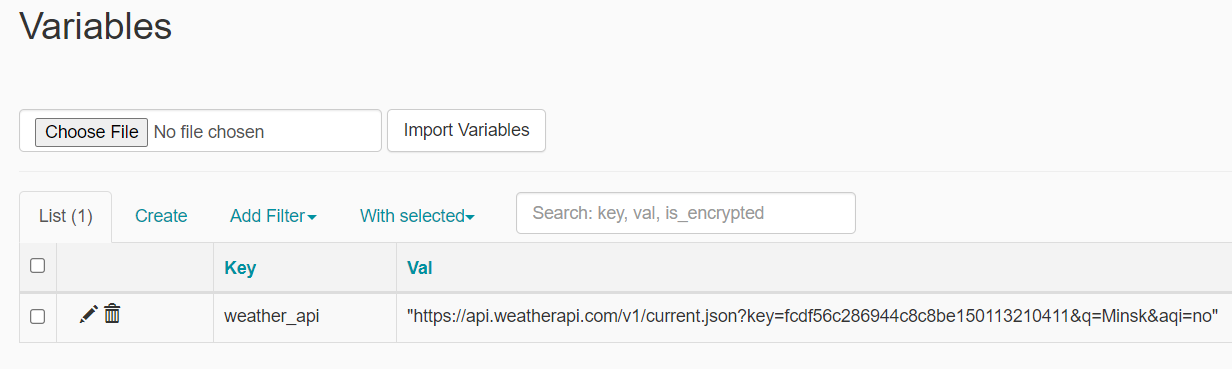 Variables
Choose File No file chosen Import Variables
List (1) Create Add Filter With selected Search: key, val, is_encrypted
Key Val
weather_api "https://api.weatherapi.com/v1/current.json?key=fcdf56c286944c8c8be150113210411&q=Minsk&aqi=no"